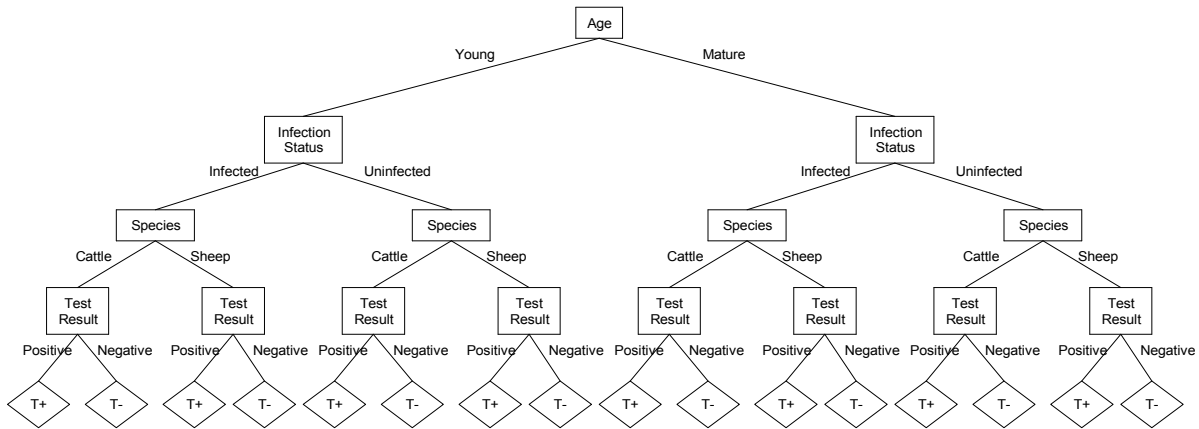 Age
Young
Mature
Infection
Status
Infection
Status
Infected
Uninfected
Infected
Uninfected
Species
Species
Species
Species
Cattle
Sheep
Cattle
Sheep
Cattle
Sheep
Cattle
Sheep
Test
Result
Test
Result
Test
Result
Test
Result
Test
Result
Test
Result
Test
Result
Test
Result
Positive
Negative
Positive
Negative
Positive
Negative
Positive
Negative
Positive
Negative
Positive
Negative
Positive
Negative
Positive
Negative
T+
T-
T+
T-
T+
T-
T+
T-
T+
T-
T+
T-
T+
T-
T+
T-